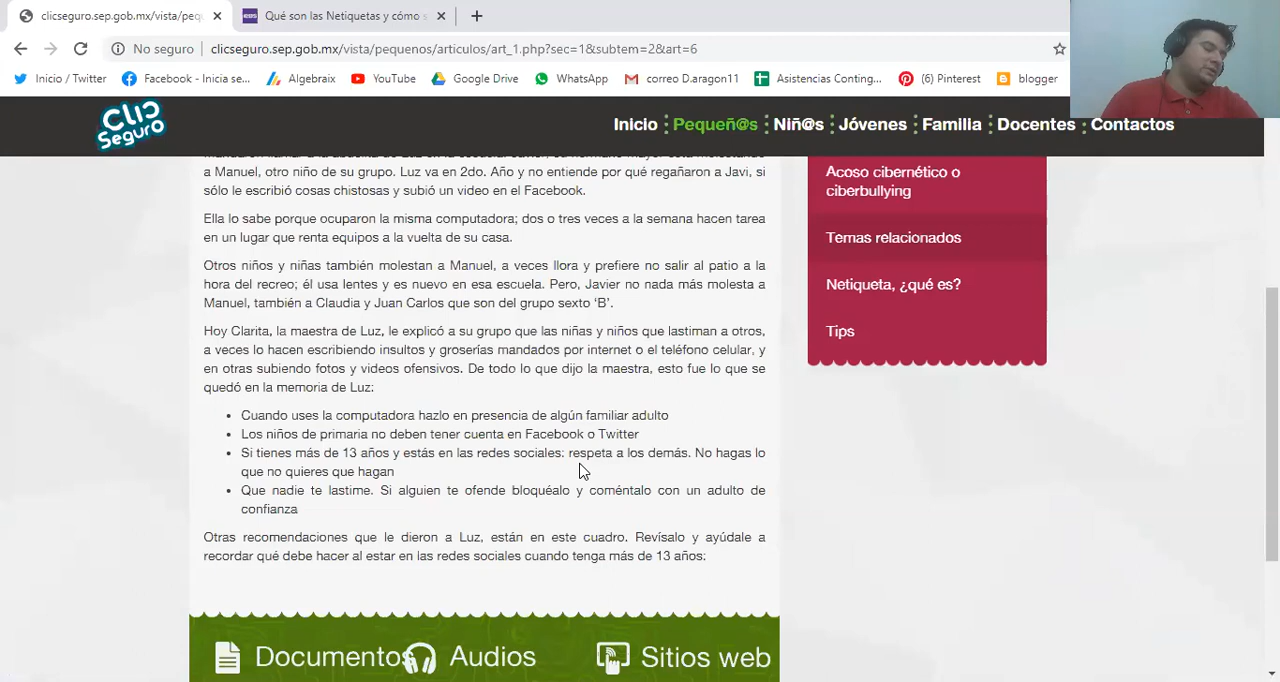 clicseguro.sep.gob.mx/vista/pequ
Qué son las Netiquetas y cómo s
No seguro
clicseguro.sep.gob.mx/vista/pequenos/articulos/art_1.php?sec=1&subtem=2&art=6
Inicio / Twitter
Facebook - Inicia se...
Algebraix
YouTube
Google Drive
WhatsApp
correo D.aragon11
Asistencias Conting...
(6) Pinterest
blogger
Clic
Seguro
Inicio
Pequeñ@s
Niñ@s
Jóvenes
Familia
Docentes
Contactos
a Manuel, otro niño de su grupo. Luz va en 2do. Año y no entiende por qué regañaron a Javi, si
sólo le escribió cosas chistosas y subió un video en el Facebook.
Ella lo sabe porque ocuparon la misma computadora; dos o tres veces a la semana hacen tarea
en un lugar que renta equipos a la vuelta de su casa.
Otros niños y niñas también molestan a Manuel, a veces llora y prefiere no salir al patio a la
hora del recreo; él usa lentes y es nuevo en esa escuela. Pero, Javier no nada más molesta a
Manuel, también a Claudia y Juan Carlos que son del grupo sexto ‘B’.
Hoy Clarita, la maestra de Luz, le explicó a su grupo que las niñas y niños que lastiman a otros,
a veces lo hacen escribiendo insultos y groserías mandados por internet o el teléfono celular, y
en otras subiendo fotos y videos ofensivos. De todo lo que dijo la maestra, esto fue lo que se
quedó en la memoria de Luz:
• Cuando uses la computadora hazlo en presencia de algún familiar adulto
• Los niños de primaria no deben tener cuenta en Facebook o Twitter
• Si tienes más de 13 años y estás en las redes sociales: respeta a los demás. No hagas lo
que no quieres que hagan
• Que nadie te lastime. Si alguien te ofende bloquéalo y coméntalo con un adulto de
confianza
Otras recomendaciones que le dieron a Luz, están en este cuadro. Revísalo y ayúdale a
recordar qué debe hacer al estar en las redes sociales cuando tenga más de 13 años:
Acoso cibernético o
ciberbullying
Temas relacionados
Netiqueta, ¿qué es?
Tips
Documentos
Audios
Sitios web